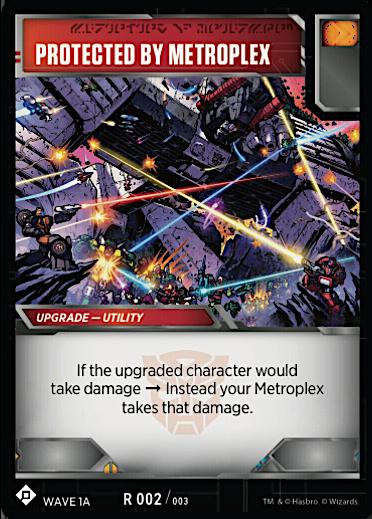 PROTECTED BY METROPLEX
UPGRADE – UTILITY
If the upgraded character would
take damage → Instead your Metroplex
takes that damage.
WAVE 1A
R 002/003
TM & © Hasbro. © Wizards.